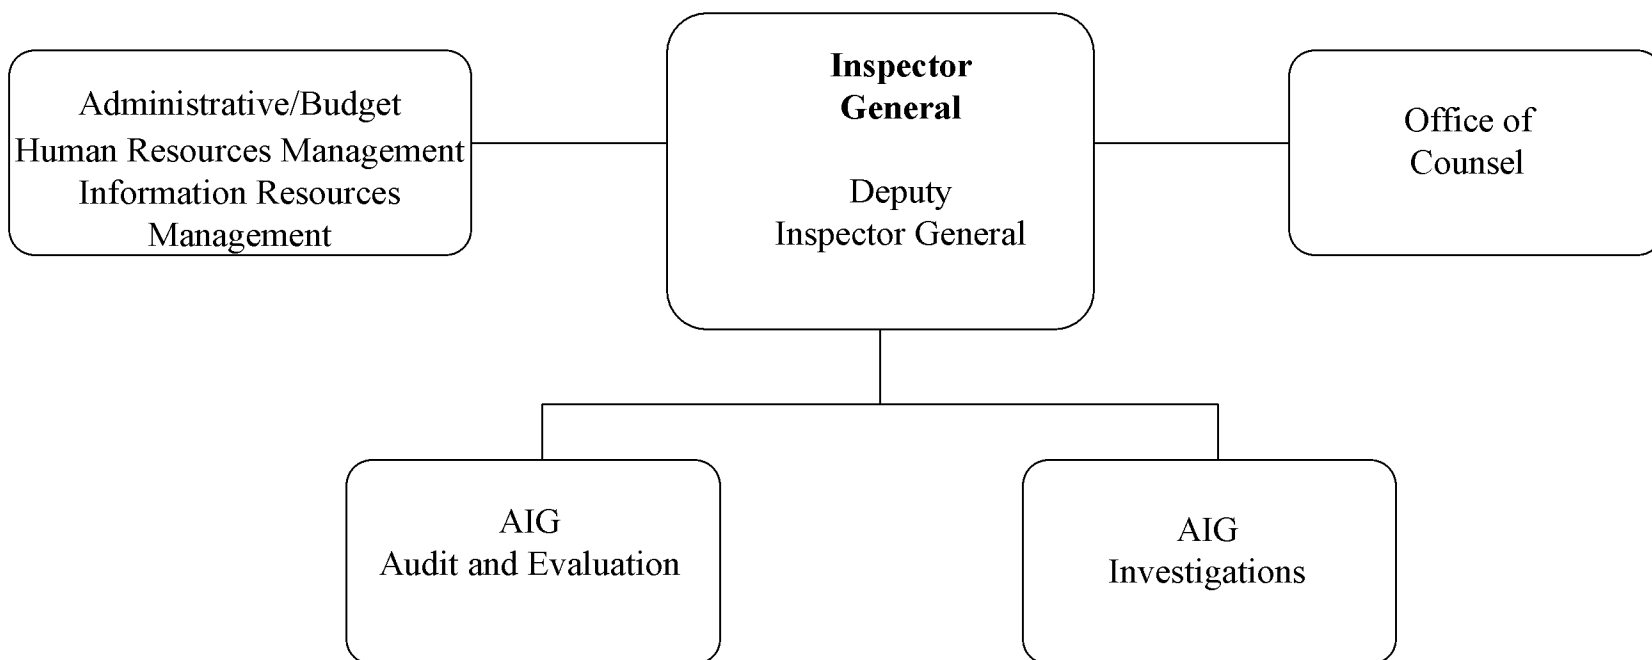 Administrative/Budget
Human Resources Management
Information Resources
Management
Inspector
General
Deputy
Inspector General
Office of
Counsel
AIG
Audit and Evaluation
AIG
Investigations